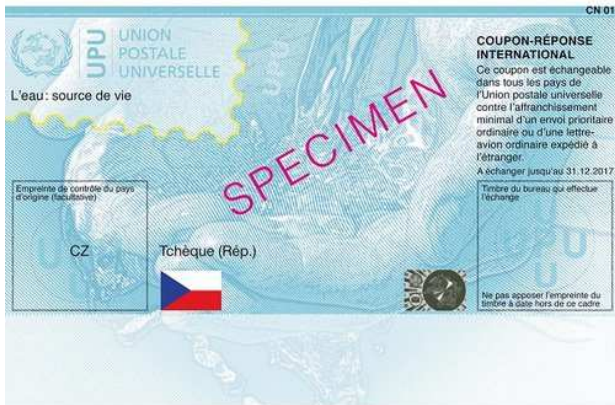 CN 01
UPU
UNION
POSTALE
UNIVERSELLE
L'eau: source de vie
COUPON-RÉPONSE
INTERNATIONAL
Ce coupon est échangeable
dans tous les pays de
l'Union postale universelle
contre l'affranchissement
minimal d'un envoi prioritaire
ordinaire ou d'une lettre-
avion ordinaire expédié à
l'étranger.
A échanger jusqu'au 31.12.2017
SPECIMEN
Empreinte de contrôle du pays
d'origine (facultative)
CZ
Tchèque (Rép.)
Timbre du bureau qui effectue
l'échange
UPU
Ne pas apposer l'empreinte du
timbre à date hors de ce cadre